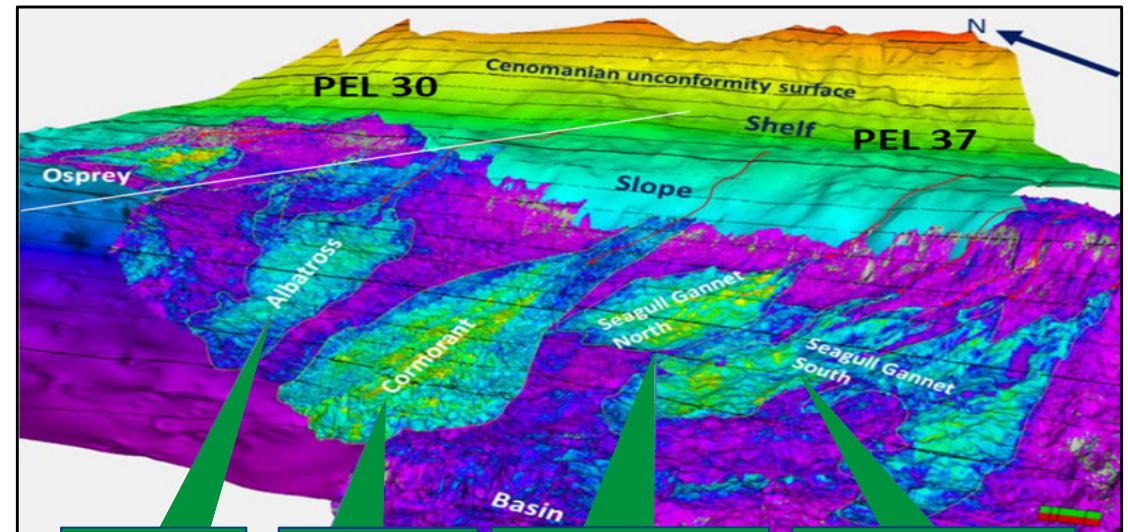 N
Cenomanian unconformity surface
PEL 30
Shelf
PEL 37
Osprey
Slope
Albatross
Cormorant
Seagull Gannet
North
Seagull Gannet
South
Basin